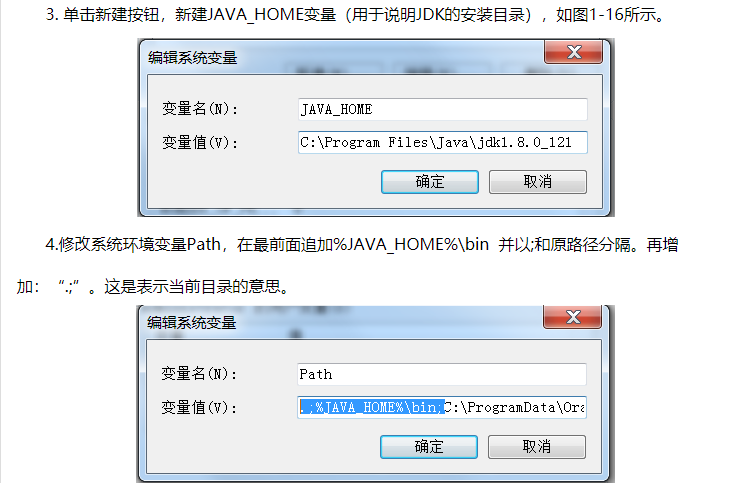 3. 单击新建按钮，新建JAVA_HOME变量（用于说明JDK的安装目录）, 如图1-16所示。
编辑系统变量
变量名(N):
JAVA_HOME
变量值(V):
C:\Program Files\Java\jdk1.8.0_121
确定
取消
4.修改系统环境变量Path，在最前面追加%JAVA_HOME%\bin 并以;和原路径分隔。再增
加：“.;”。这是表示当前目录的意思。
编辑系统变量
变量名(N):
Path
变量值(V):
.;%JAVA_HOME%\bin;C:\ProgramData\Ora
确定
取消